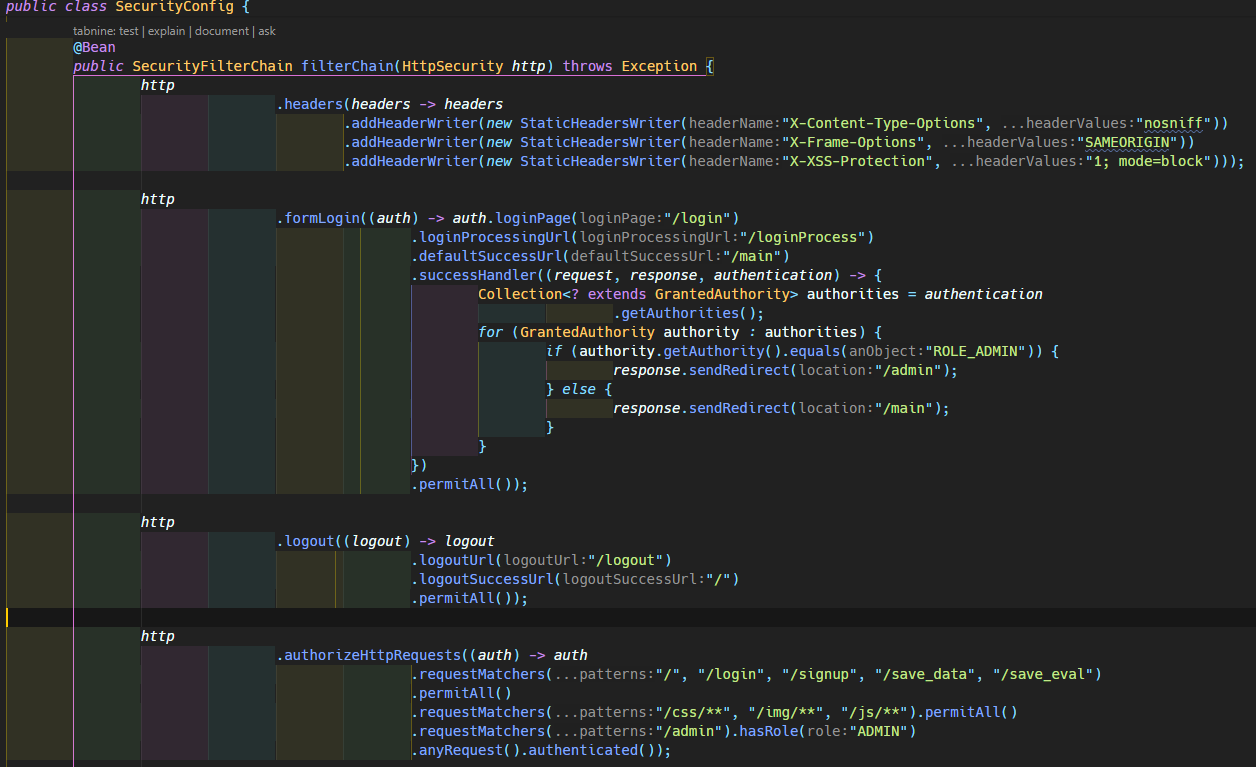 public class SecurityConfig {
tabnine: test | explain | document | ask
@Bean
public SecurityFilterChain filterChain(HttpSecurity http) throws Exception {
http
.headers(headers -> headers
.addHeaderWriter(new StaticHeadersWriter(headerName:"X-Content-Type-Options", ...headerValues:"nosniff"))
.addHeaderWriter(new StaticHeadersWriter(headerName:"X-Frame-Options", ...headerValues:"SAMEORIGIN"))
.addHeaderWriter(new StaticHeadersWriter(headerName:"X-XSS-Protection", ...headerValues:"1; mode=block")));
http
.formLogin((auth) -> auth.loginPage(loginPage:"/login")
.loginProcessingUrl(loginProcessingUrl:"/loginProcess")
.defaultSuccessUrl(defaultSuccessUrl:"/main")
.successHandler((request, response, authentication) -> {
Collection<? extends GrantedAuthority> authorities = authentication
.getAuthorities();
for (GrantedAuthority authority : authorities) {
if (authority.getAuthority().equals(anObject:"ROLE_ADMIN")) {
response.sendRedirect(location:"/admin");
} else {
response.sendRedirect(location:"/main");
}
}
})
.permitAll());
http
.logout((logout) -> logout
.logoutUrl(logoutUrl:"/logout")
.logoutSuccessUrl(logoutSuccessUrl:"/")
.permitAll());
http
.authorizeHttpRequests((auth) -> auth
.requestMatchers(...patterns:"/", "/login", "/signup", "/save_data", "/save_eval")
.permitAll()
.requestMatchers(...patterns:"/css/**", "/img/**", "/js/**").permitAll()
.requestMatchers(...patterns:"/admin").hasRole(role:"ADMIN")
.anyRequest().authenticated());